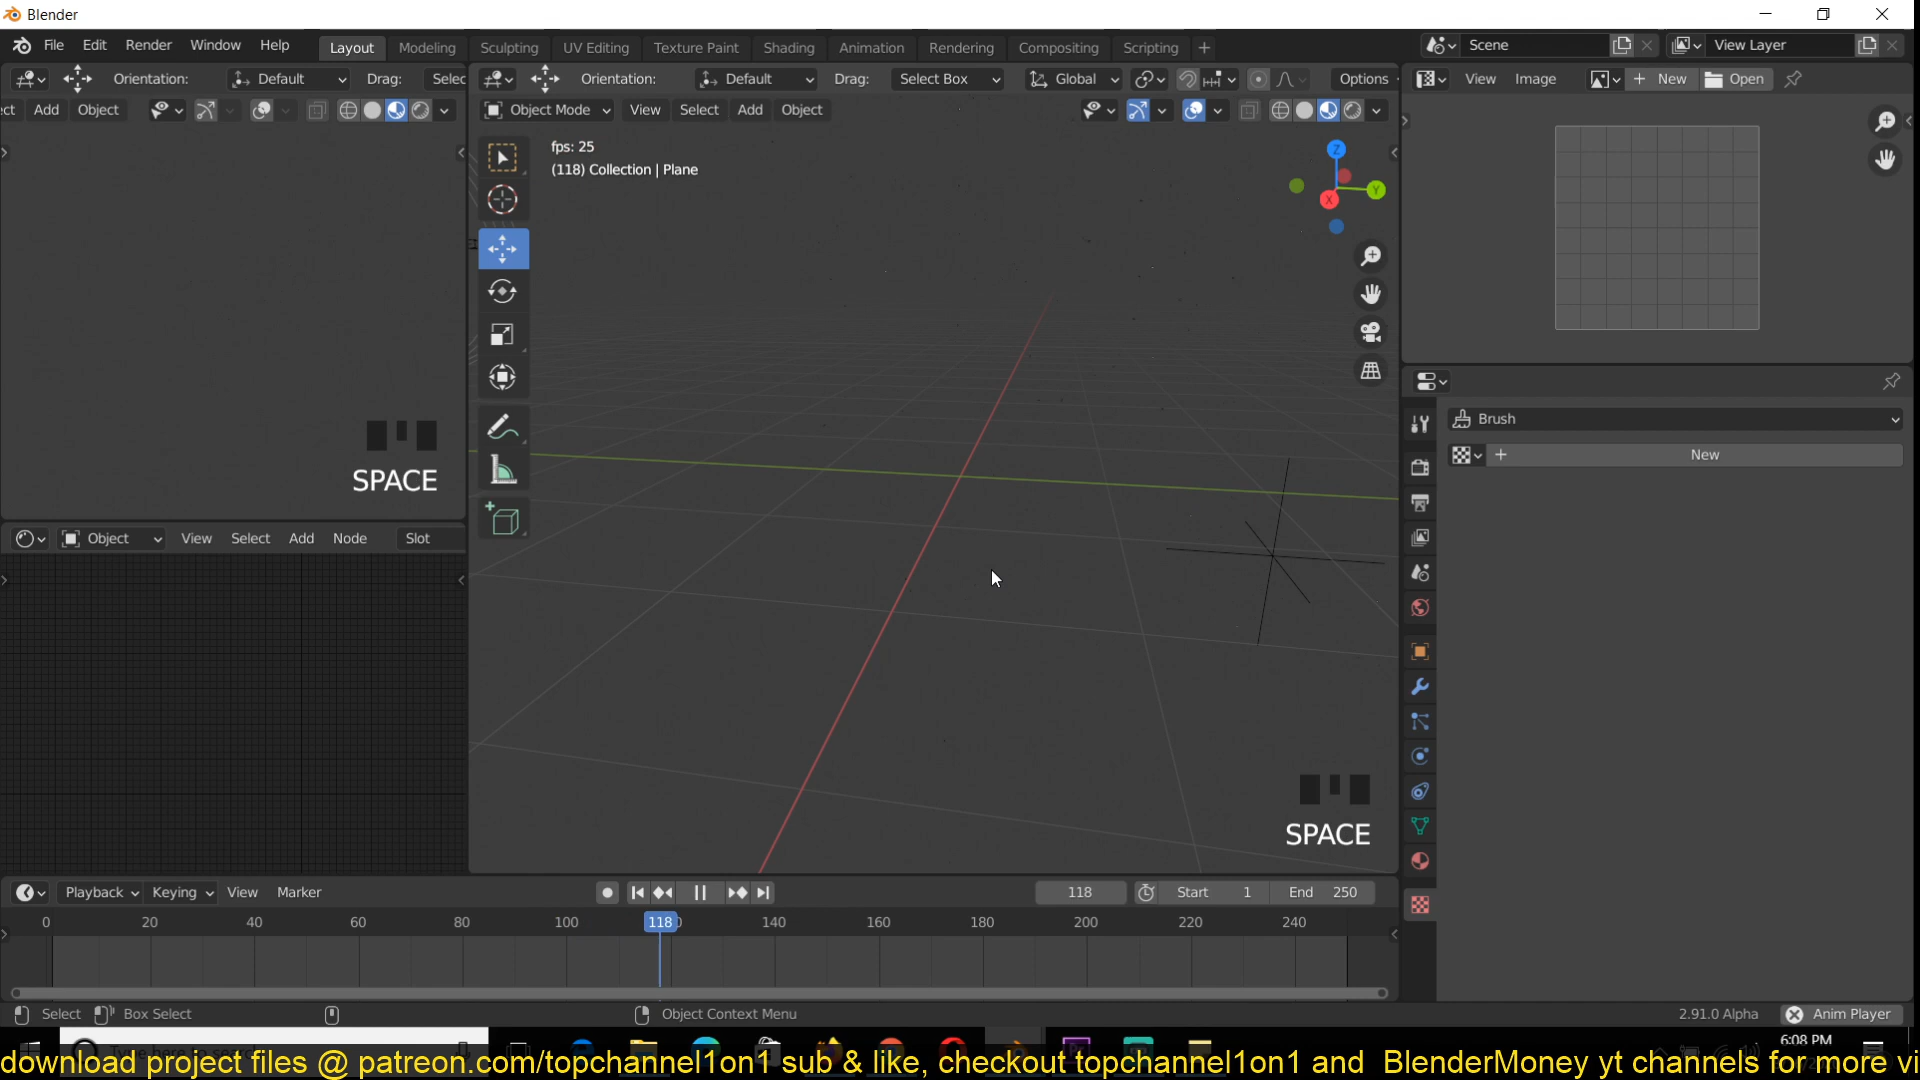 Blender
File Edit Render Window Help Layout Modeling Sculpting UV Editing Texture Paint Shading Animation Rendering Compositing Scripting + Scene View Layer
Orientation: Default Drag: Selec Orientation: Default Drag: Select Box Global Options View Image New Open
ct Add Object Object Mode View Select Add Object
fps: 25
(118) Collection | Plane
Z
Y
X
Brush
New
SPACE
Object View Select Add Node Slot
SPACE
Playback Keying View Marker 118 Start 1 End 250
0 20 40 60 80 100 118 140 160 180 200 220 240
Select Box Select Object Context Menu 2.91.0 Alpha Anim Player
6:08 PM
download project files @ patreon.com/topchannel1on1 sub & like, checkout topchannel1on1 and BlenderMoney yt channels for more vi